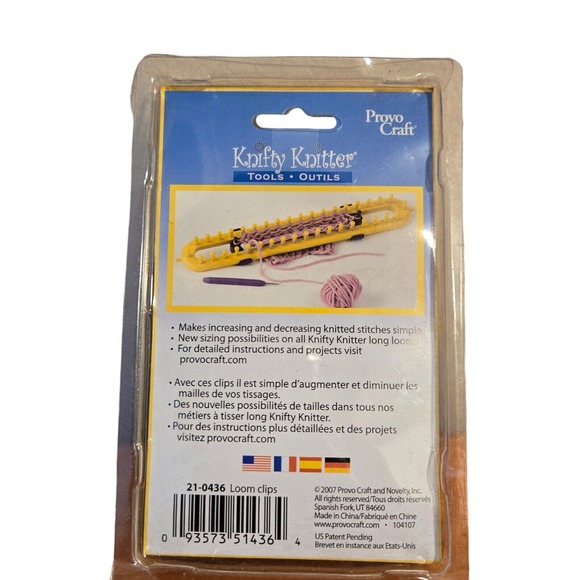 Provo
Craft®
Knifty Knitter®
TOOLS • OUTILS
• Makes increasing and decreasing knitted stitches simple
• New sizing possibilities on all Knifty Knitter long looms
• For detailed instructions and projects visit
provocraft.com
• Avec ces clips il est simple d'augmenter et diminuer les
mailles de vos tissages.
• Des nouvelles possibilités de tailles dans tous nos
métiers à tisser long Knifty Knitter.
• Pour des instructions plus détaillées et des projets
visitez provocraft.com
21-0436 Loom clips
0 93573 51436 4
© 2007 Provo Craft and Novelty, Inc.
All rights reserved/Tous droits réservés
Spanish Fork, UT 84660
Made in China/Fabriqué en Chine
www.provocraft.com • 104107
US Patent Pending
Brevet en instance aux Etats-Unis